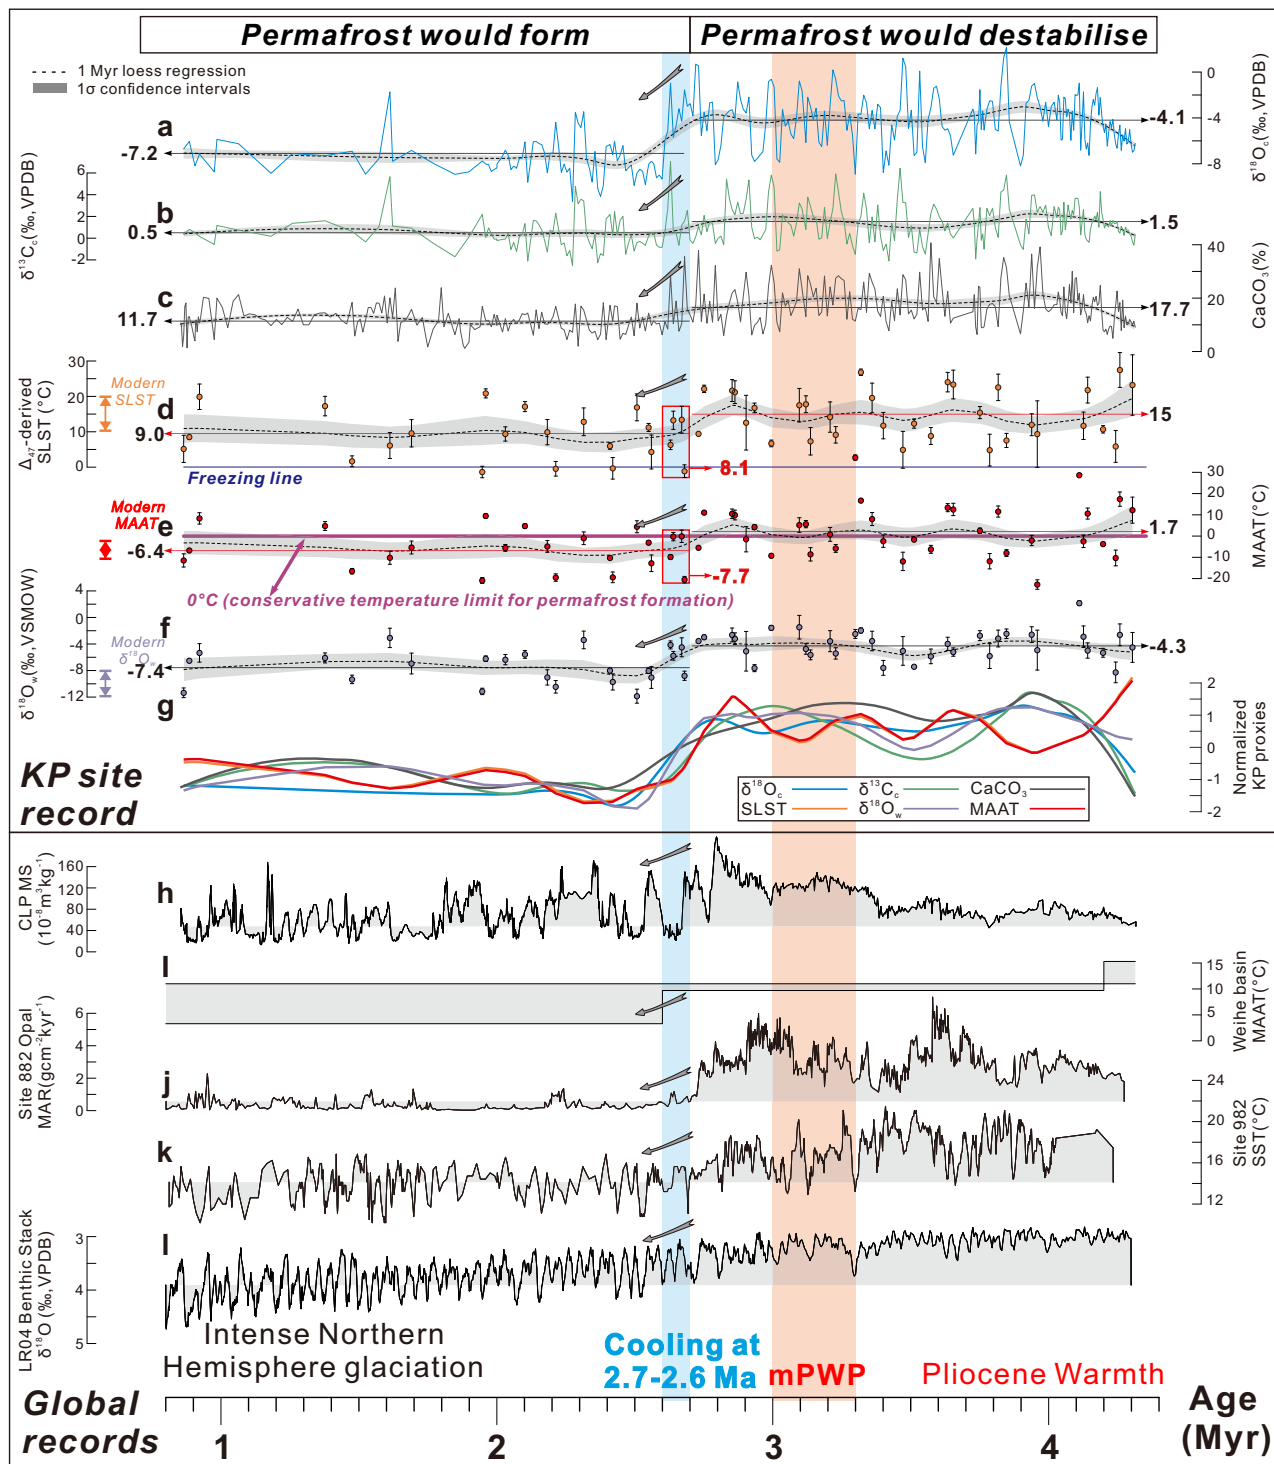 Permafrost would form
Permafrost would destabilise
1 Myr loess regression
1σ confidence intervals
a
-7.2
-4.1
0
-4
-8
δ¹⁸O_c(‰, VPDB)
δ¹³C_c(‰, VPDB)
6
4
2
0
-2
b
0.5
1.5
40
20
0
CaCO₃(%)
c
11.7
17.7
Δ₄₇-derived
SLST (°C)
30
20
10
0
Modern
SLST
d
9.0
15
8.1
Freezing line
Modern
MAAT
e
-6.4
1.7
-7.7
30
20
10
0
-10
-20
MAAT(°C)
0°C (conservative temperature limit for permafrost formation)
δ¹⁸O_w(‰, VSMOW)
4
0
-4
-8
-12
Modern
δ¹⁸O_w
f
-7.4
-4.3
g
2
1
0
-1
-2
Normalized
KP proxies
KP site
record
δ¹⁸O_c
δ¹³C_c
CaCO₃
SLST
δ¹⁸O_w
MAAT
CLP MS
(10⁻⁸m³kg⁻¹)
160
120
80
40
0
h
I
15
10
5
0
Weihe basin
MAAT(°C)
Site 882 Opal
MAR(gcm⁻²kyr⁻¹)
6
4
2
0
j
24
20
16
12
Site 982
SST(°C)
k
LR04 Benthic Stack
δ¹⁸O (‰, VPDB)
3
4
5
l
Intense Northern
Hemisphere glaciation
Cooling at
2.7-2.6 Ma
mPWP
Pliocene Warmth
Global
records
1
2
3
4
Age
(Myr)